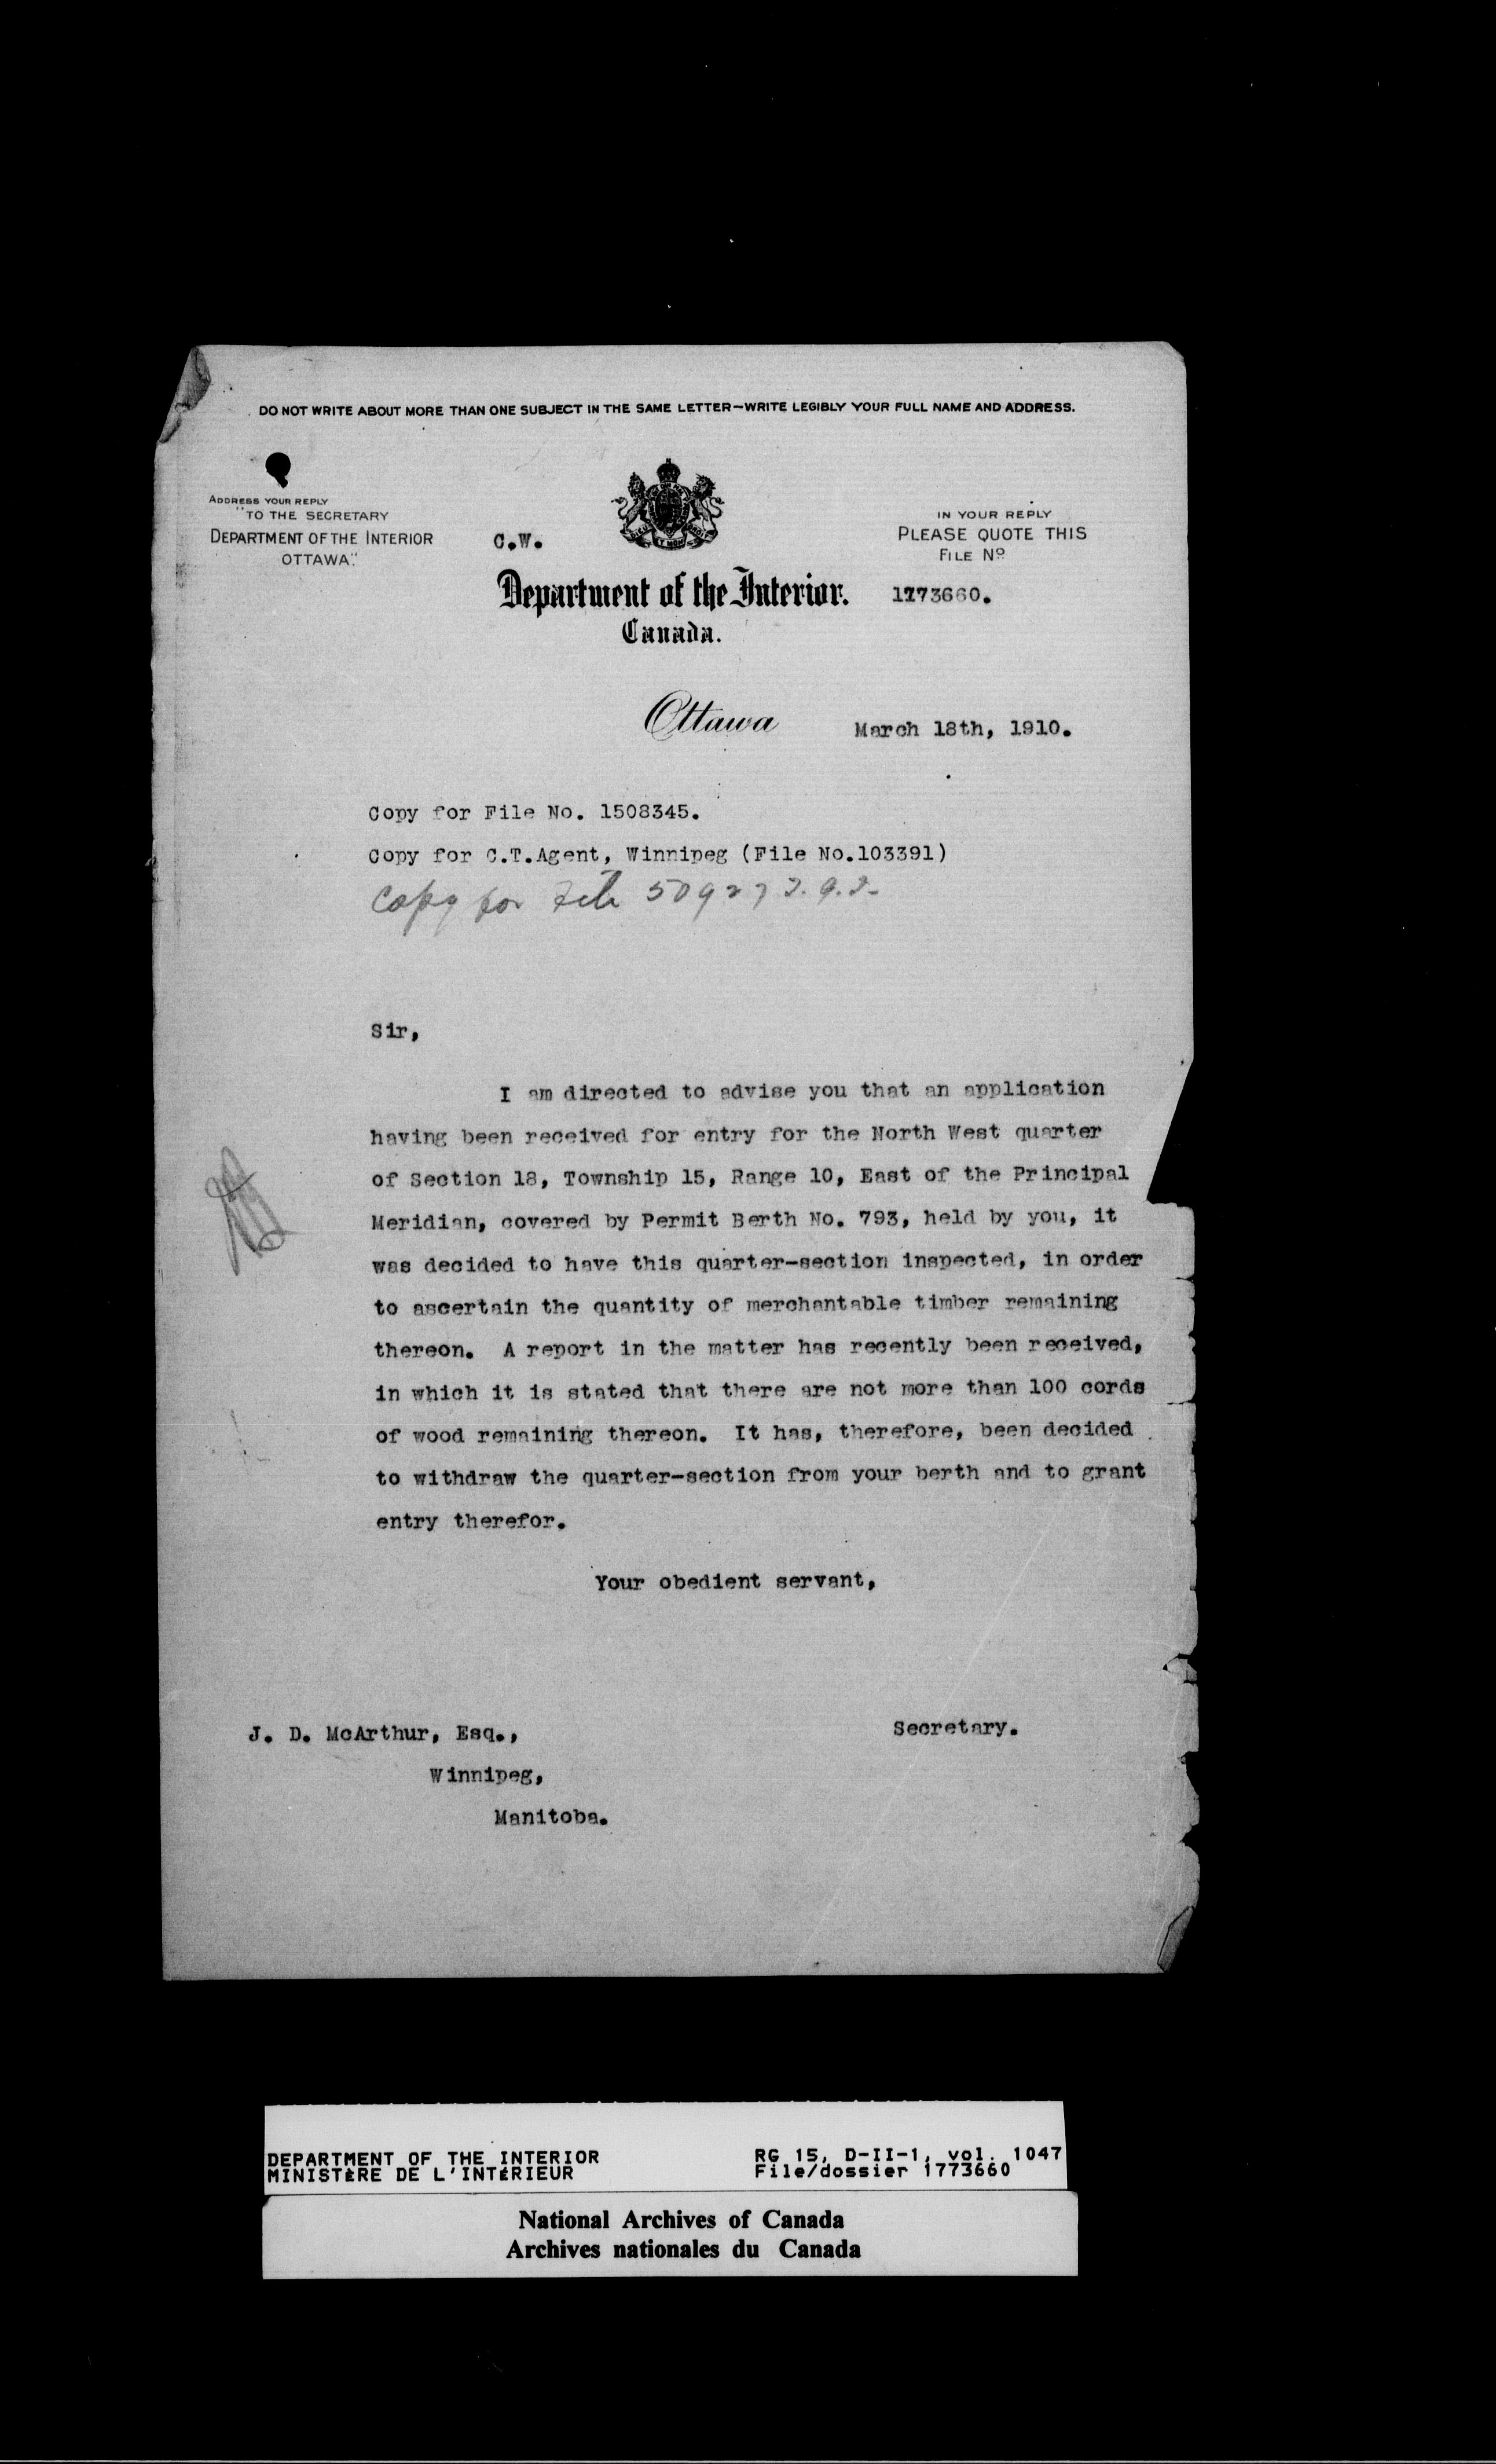 DO NOT WRITE ABOUT MORE THAN ONE SUBJECT IN THE SAME LETTER—WRITE LEGIBLY YOUR FULL NAME AND ADDRESS.
ADDRESS YOUR REPLY
"TO THE SECRETARY
DEPARTMENT OF THE INTERIOR
OTTAWA."
C.W.
IN YOUR REPLY
PLEASE QUOTE THIS
FILE No
1773660.
Department of the Interior.
Canada.
Ottawa March 18th, 1910.
Copy for File No. 1508345.
Copy for C.T.Agent, Winnipeg (File No.103391)
Copy for File
Sir,
I am directed to advise you that an application
having been received for entry for the North West quarter
of Section 18, Township 15, Range 10, East of the Principal
Meridian, covered by Permit Berth No. 793, held by you, it
was decided to have this quarter-section inspected, in order
to ascertain the quantity of merchantable timber remaining
thereon. A report in the matter has recently been received,
in which it is stated that there are not more than 100 cords
of wood remaining thereon. It has, therefore, been decided
to withdraw the quarter-section from your berth and to grant
entry therefor.
Your obedient servant,
Secretary.
J. D. McArthur, Esq.,
Winnipeg,
Manitoba.
DEPARTMENT OF THE INTERIOR RG 15, D-II-1, vol. 1047
MINISTÈRE DE L'INTÉRIEUR File/dossier 1773660
National Archives of Canada
Archives nationales du Canada